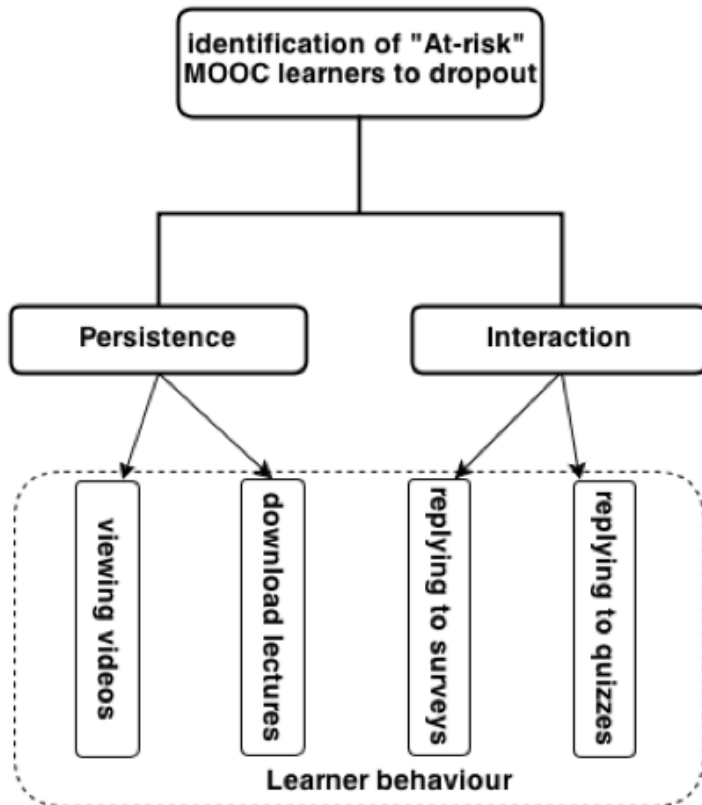 identification of "At-risk"
MOOC learners to dropout
Persistence
Interaction
viewing videos
download lectures
replying to surveys
replying to quizzes
Learner behaviour